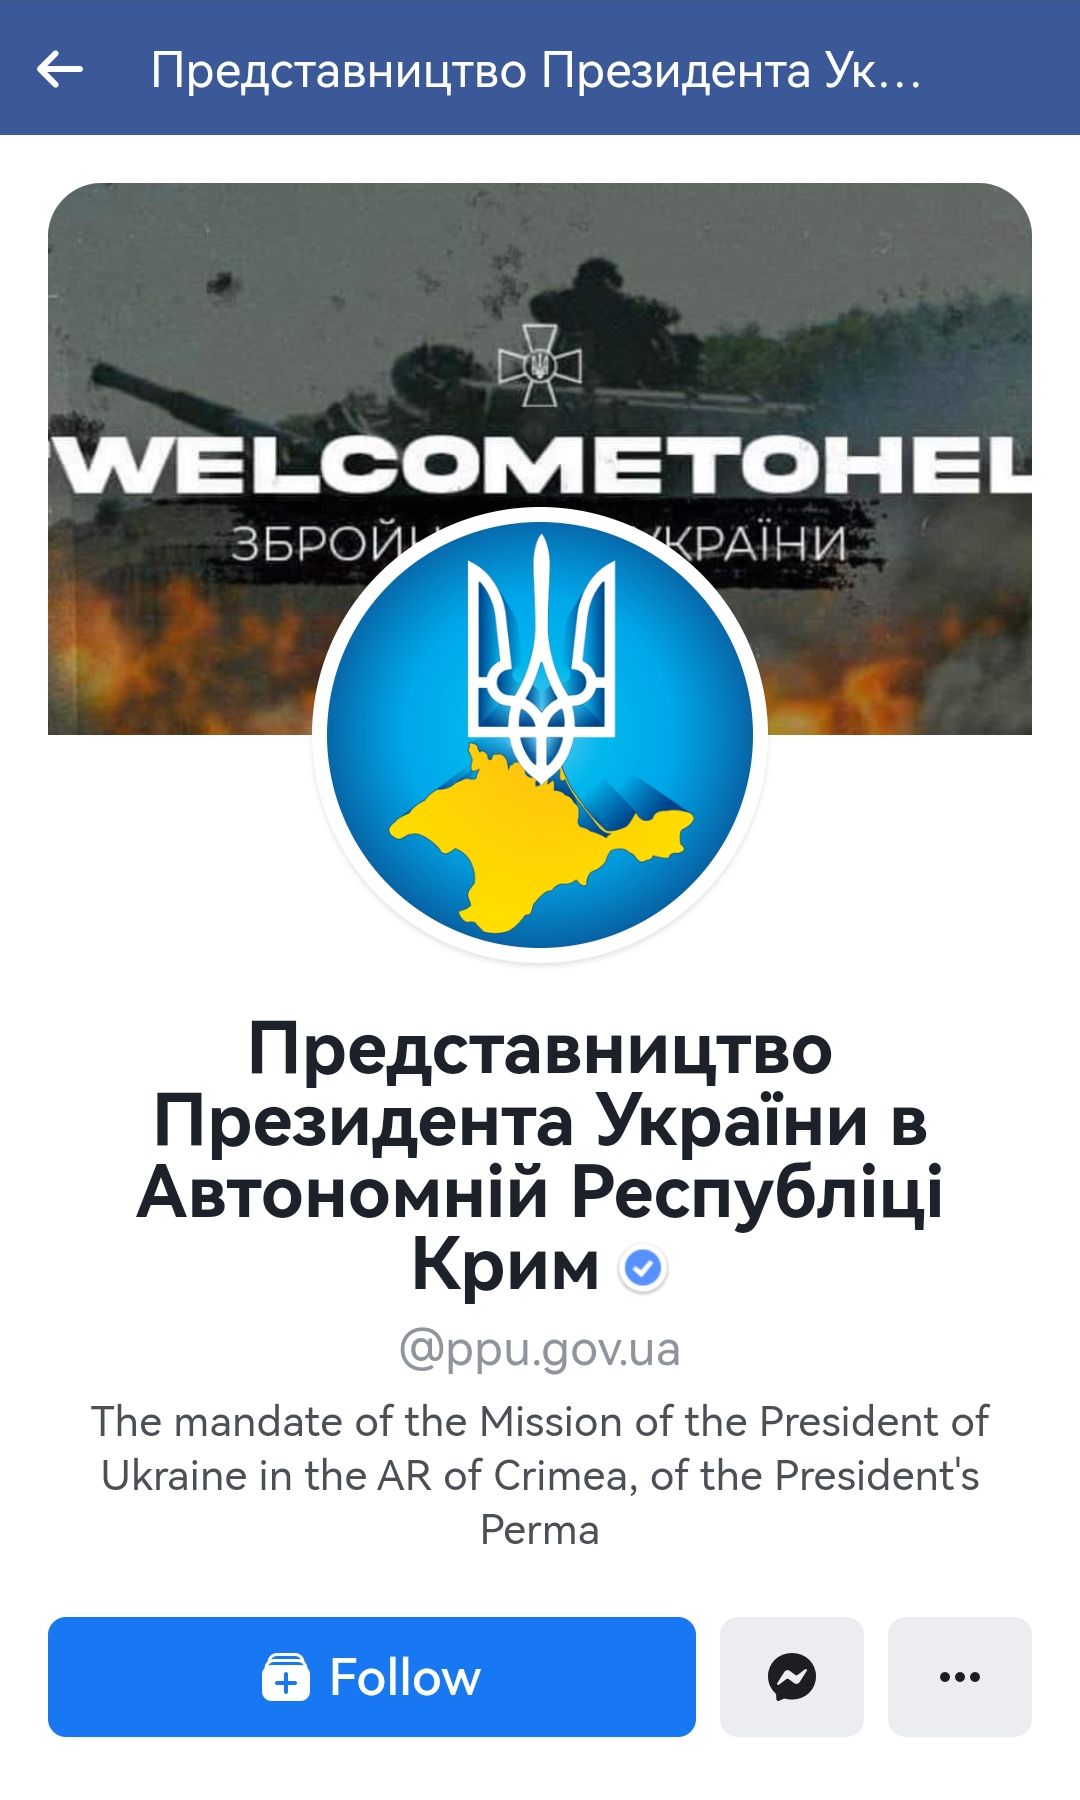 Представництво Президента Ук...
WELCOMETOHEL
ЗБРОЙ УКРАЇНИ
Представництво
Президента України в
Автономній Республіці
Крим
@ppu.gov.ua
The mandate of the Mission of the President of
Ukraine in the AR of Crimea, of the President's
Perma
Follow